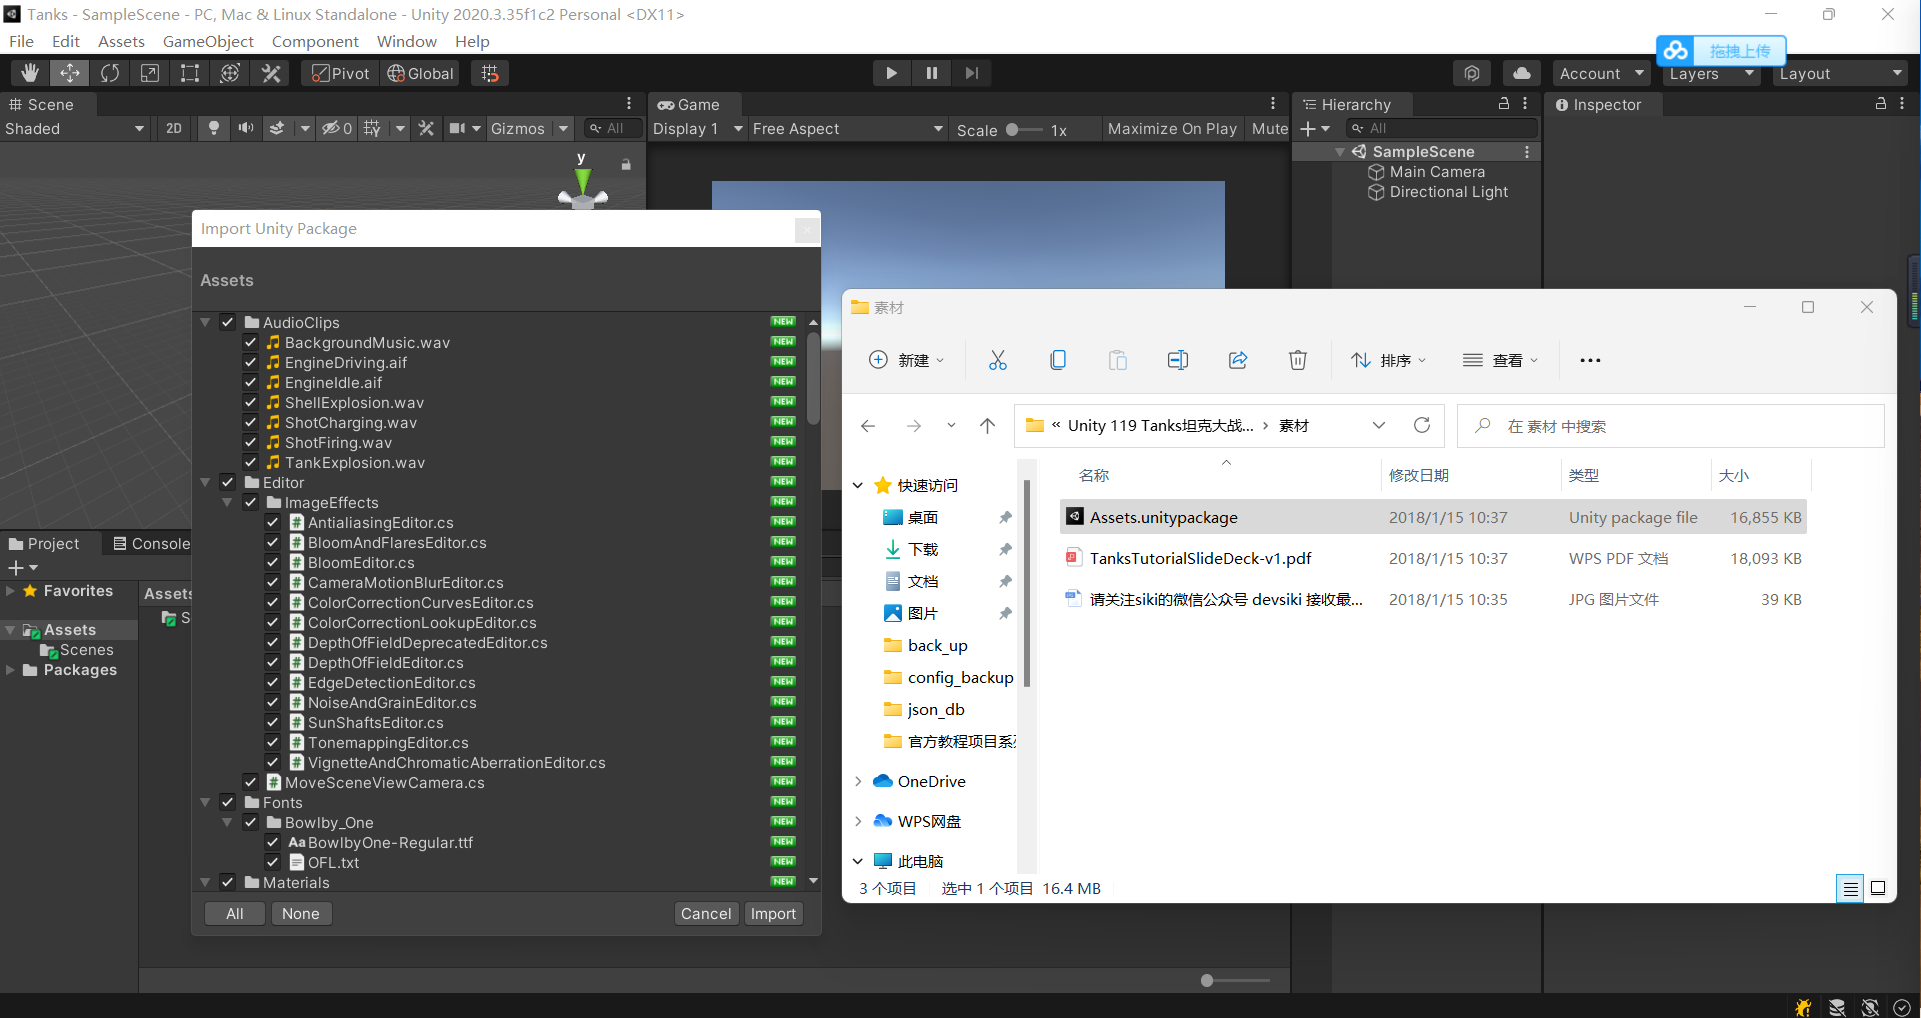 Tanks - SampleScene - PC, Mac & Linux Standalone - Unity 2020.3.35f1c2 Personal <DX11>
File Edit Assets GameObject Component Window Help
拖拽上传
Pivot Global Account Layers Layout
Scene Game Hierarchy Inspector
Shaded 2D 0 Gizmos All Display 1 Free Aspect Scale 1x Maximize On Play Mute All
SampleScene
Main Camera
Directional Light
y
Import Unity Package
Assets
AudioClips NEW
BackgroundMusic.wav NEW
EngineDriving.aif NEW
EngineIdle.aif NEW
ShellExplosion.wav NEW
ShotCharging.wav NEW
ShotFiring.wav NEW
TankExplosion.wav NEW
Editor NEW
ImageEffects NEW
AntialiasingEditor.cs NEW
BloomAndFlaresEditor.cs NEW
BloomEditor.cs NEW
CameraMotionBlurEditor.cs NEW
ColorCorrectionCurvesEditor.cs NEW
ColorCorrectionLookupEditor.cs NEW
DepthOfFieldDeprecatedEditor.cs NEW
DepthOfFieldEditor.cs NEW
EdgeDetectionEditor.cs NEW
NoiseAndGrainEditor.cs NEW
SunShaftsEditor.cs NEW
TonemappingEditor.cs NEW
VignetteAndChromaticAberrationEditor.cs NEW
MoveSceneViewCamera.cs NEW
Fonts NEW
Bowlby_One NEW
Aa BowlbyOne-Regular.ttf NEW
OFL.txt NEW
Materials NEW
All None Cancel Import
Project Console
Favorites
Assets
Scenes
Packages
Assets
S
素材
新建 排序 查看
« Unity 119 Tanks坦克大战... › 素材 在 素材 中搜索
名称 修改日期 类型 大小
Assets.unitypackage 2018/1/15 10:37 Unity package file 16,855 KB
TanksTutorialSlideDeck-v1.pdf 2018/1/15 10:37 WPS PDF 文档 18,093 KB
请关注siki的微信公众号 devsiki 接收最... 2018/1/15 10:35 JPG 图片文件 39 KB
快速访问
桌面
下载
文档
图片
back_up
config_backup
json_db
官方教程项目系
OneDrive
WPS网盘
此电脑
3 个项目 选中 1 个项目 16.4 MB